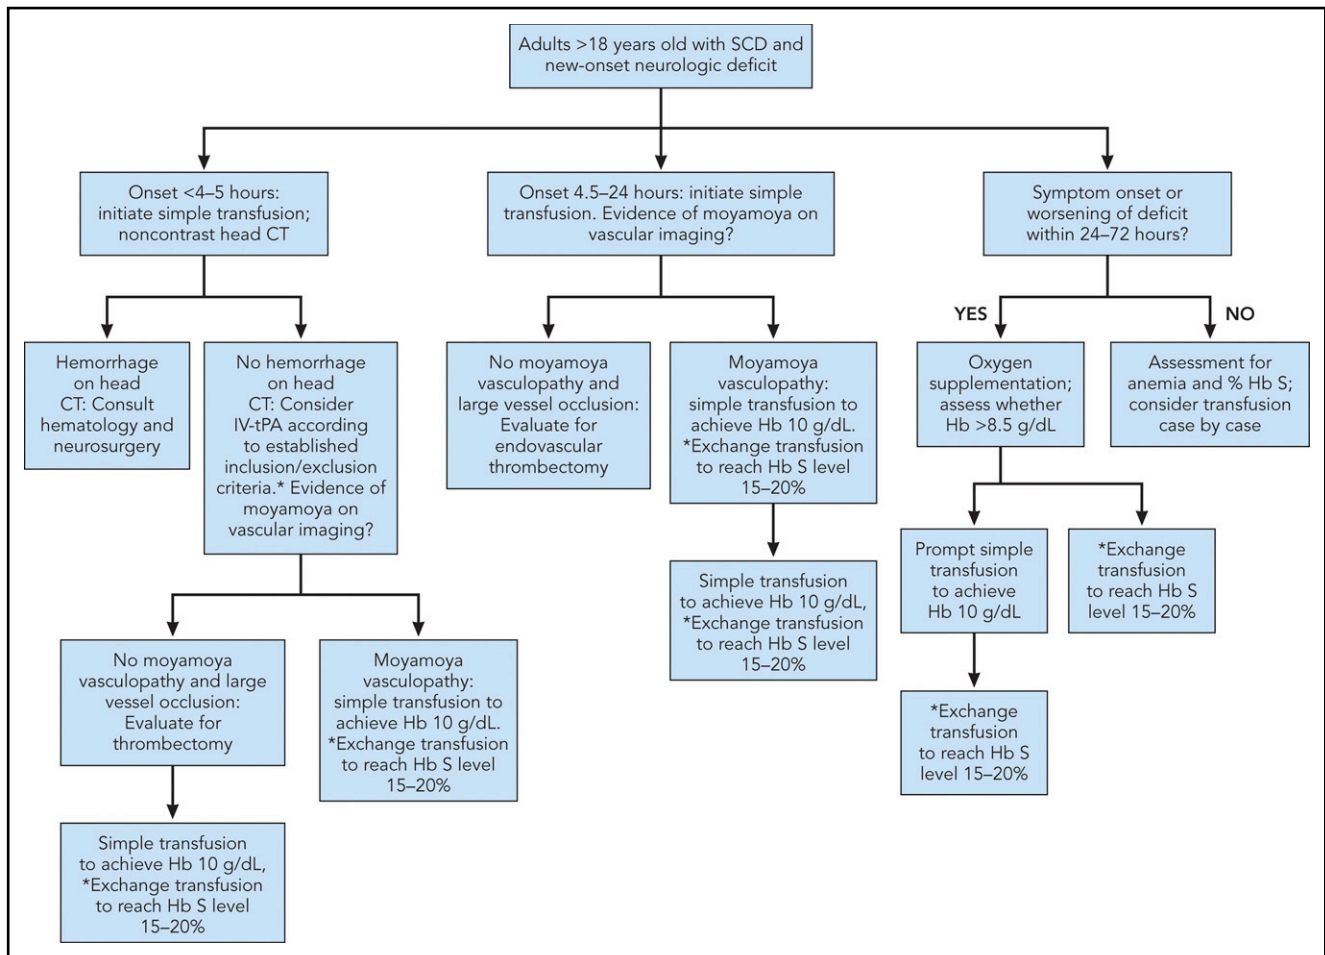 Adults >18 years old with SCD and
new-onset neurologic deficit
Onset <4–5 hours:
initiate simple transfusion;
noncontrast head CT
Onset 4.5–24 hours: initiate simple
transfusion. Evidence of moyamoya on
vascular imaging?
Symptom onset or
worsening of deficit
within 24–72 hours?
YES
NO
Hemorrhage
on head
CT: Consult
hematology and
neurosurgery
No hemorrhage
on head
CT: Consider
IV-tPA according
to established
inclusion/exclusion
criteria.* Evidence of
moyamoya on
vascular imaging?
No moyamoya
vasculopathy and
large vessel occlusion:
Evaluate for
endovascular
thrombectomy
Moyamoya
vasculopathy:
simple transfusion to
achieve Hb 10 g/dL.
*Exchange transfusion
to reach Hb S level
15–20%
Oxygen
supplementation;
assess whether
Hb >8.5 g/dL
Assessment for
anemia and % Hb S;
consider transfusion
case by case
Prompt simple
transfusion
to achieve
Hb 10 g/dL
*Exchange
transfusion
to reach Hb S
level 15–20%
Simple transfusion
to achieve Hb 10 g/dL,
*Exchange transfusion
to reach Hb S level
15–20%
No moyamoya
vasculopathy and large
vessel occlusion:
Evaluate for
thrombectomy
Moyamoya
vasculopathy:
simple transfusion to
achieve Hb 10 g/dL.
*Exchange transfusion
to reach Hb S level
15–20%
*Exchange
transfusion
to reach Hb S
level 15–20%
Simple transfusion
to achieve Hb 10 g/dL,
*Exchange transfusion
to reach Hb S level
15–20%